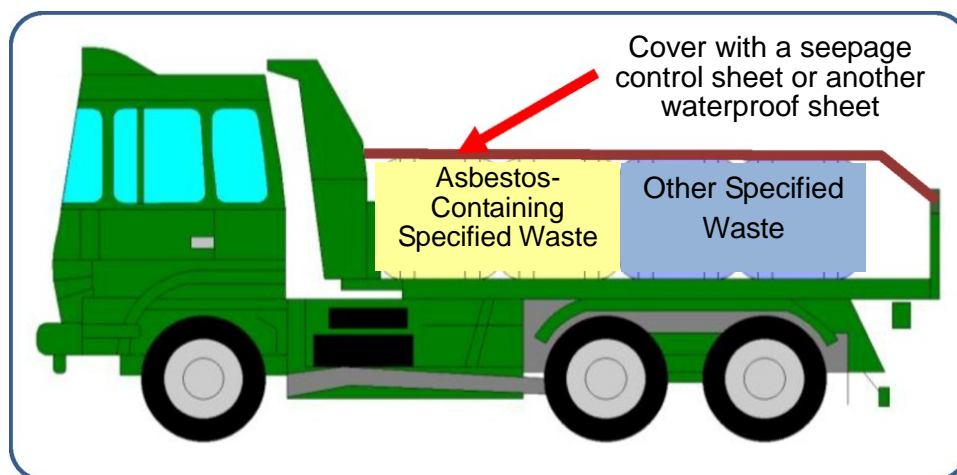 Cover with a seepage
control sheet or another
waterproof sheet
Asbestos-
Containing
Specified Waste
Other Specified
Waste